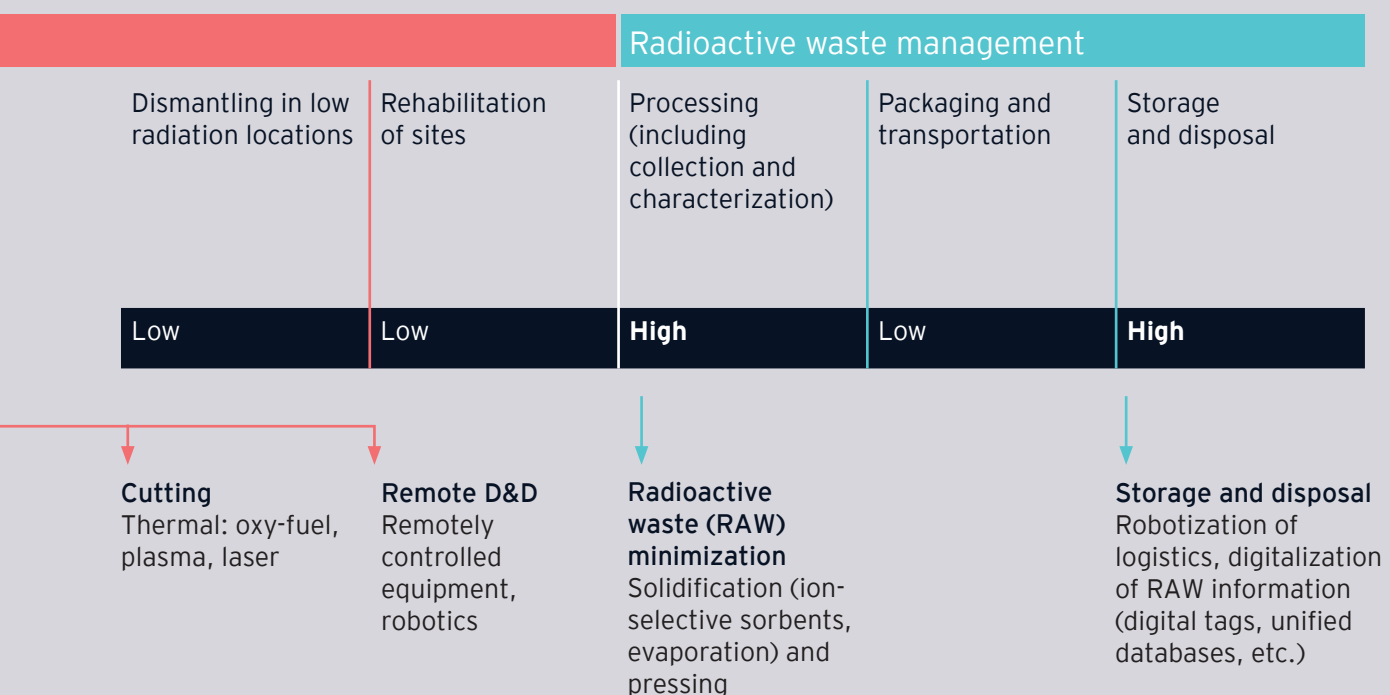 Radioactive waste management
Dismantling in low
radiation locations
Rehabilitation
of sites
Processing
(including
collection and
characterization)
Packaging and
transportation
Storage
and disposal
Low
Low
High
Low
High
Cutting
Thermal: oxy-fuel,
plasma, laser
Remote D&D
Remotely
controlled
equipment,
robotics
Radioactive
waste (RAW)
minimization
Solidification (ion-
selective sorbents,
evaporation) and
pressing
Storage and disposal
Robotization of
logistics, digitalization
of RAW information
(digital tags, unified
databases, etc.)